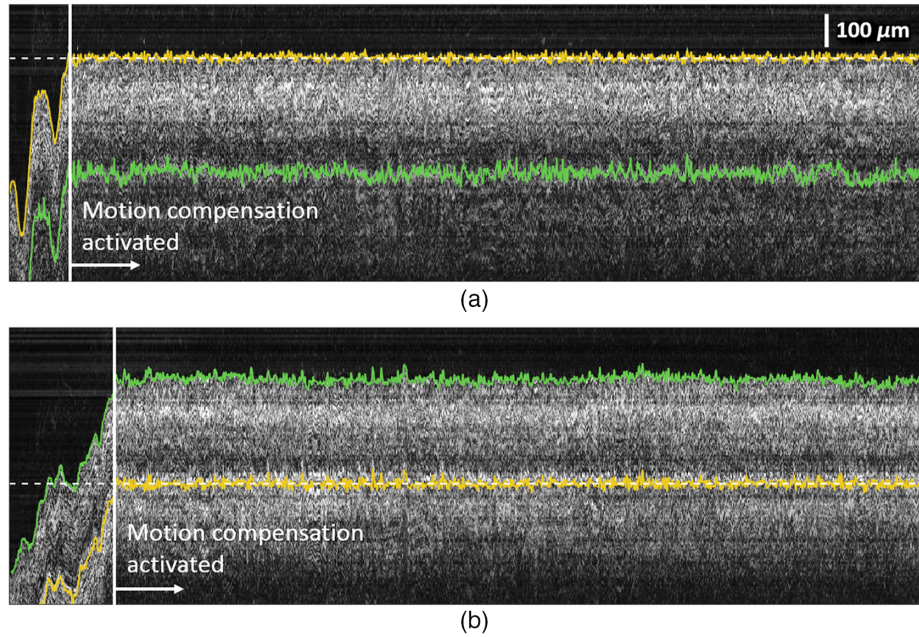 100 μm
Motion compensation
activated
(a)
Motion compensation
activated
(b)